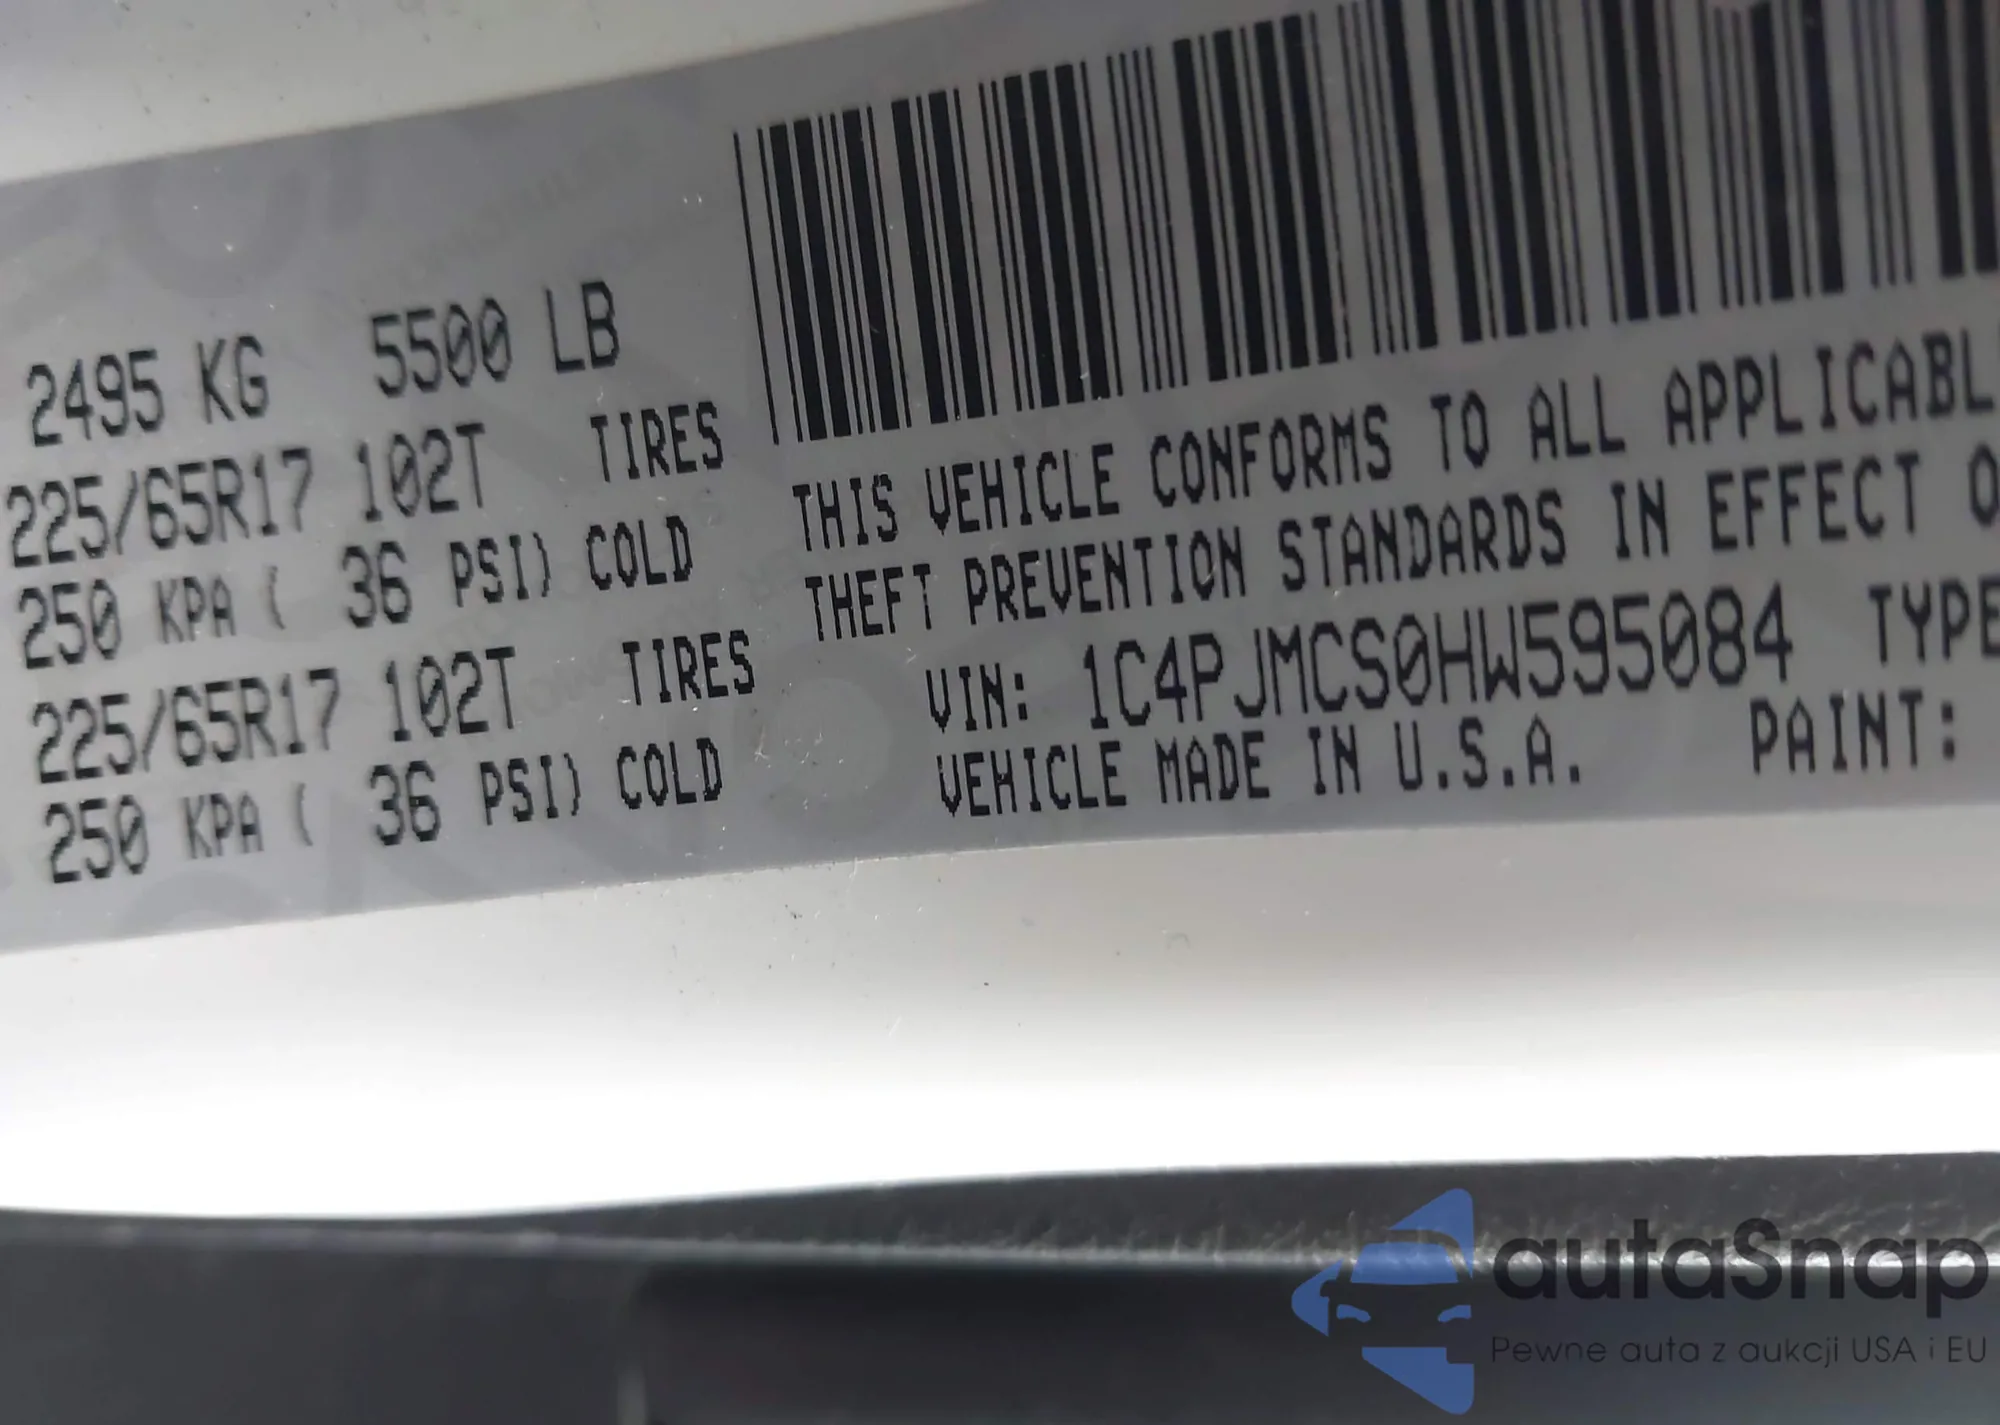 2495 KG 5500 LB
225/65R17 102T TIRES
250 KPA ( 36 PSI) COLD
225/65R17 102T TIRES
250 KPA ( 36 PSI) COLD
THIS VEHICLE CONFORMS TO ALL APPLICABL
THEFT PREVENTION STANDARDS IN EFFECT O
VIN: 1C4PJMCS0HW595084 TYPE
VEHICLE MADE IN U.S.A. PAINT:
autaSnap
Pewne auta z aukcji USA i EU